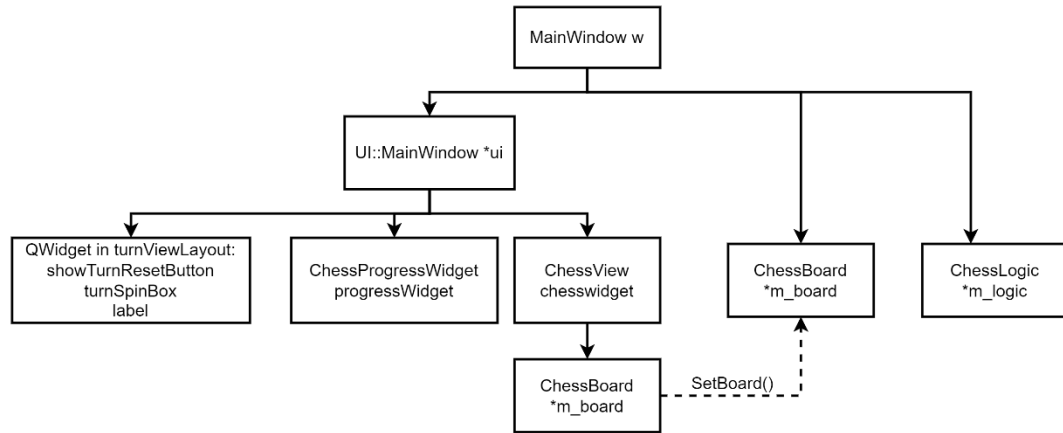 MainWindow w
UI::MainWindow *ui
QWidget in turnViewLayout:
showTurnResetButton
turnSpinBox
label
ChessProgressWidget
progressWidget
ChessView
chesswidget
ChessBoard
*m_board
ChessLogic
*m_logic
ChessBoard
*m_board
SetBoard()